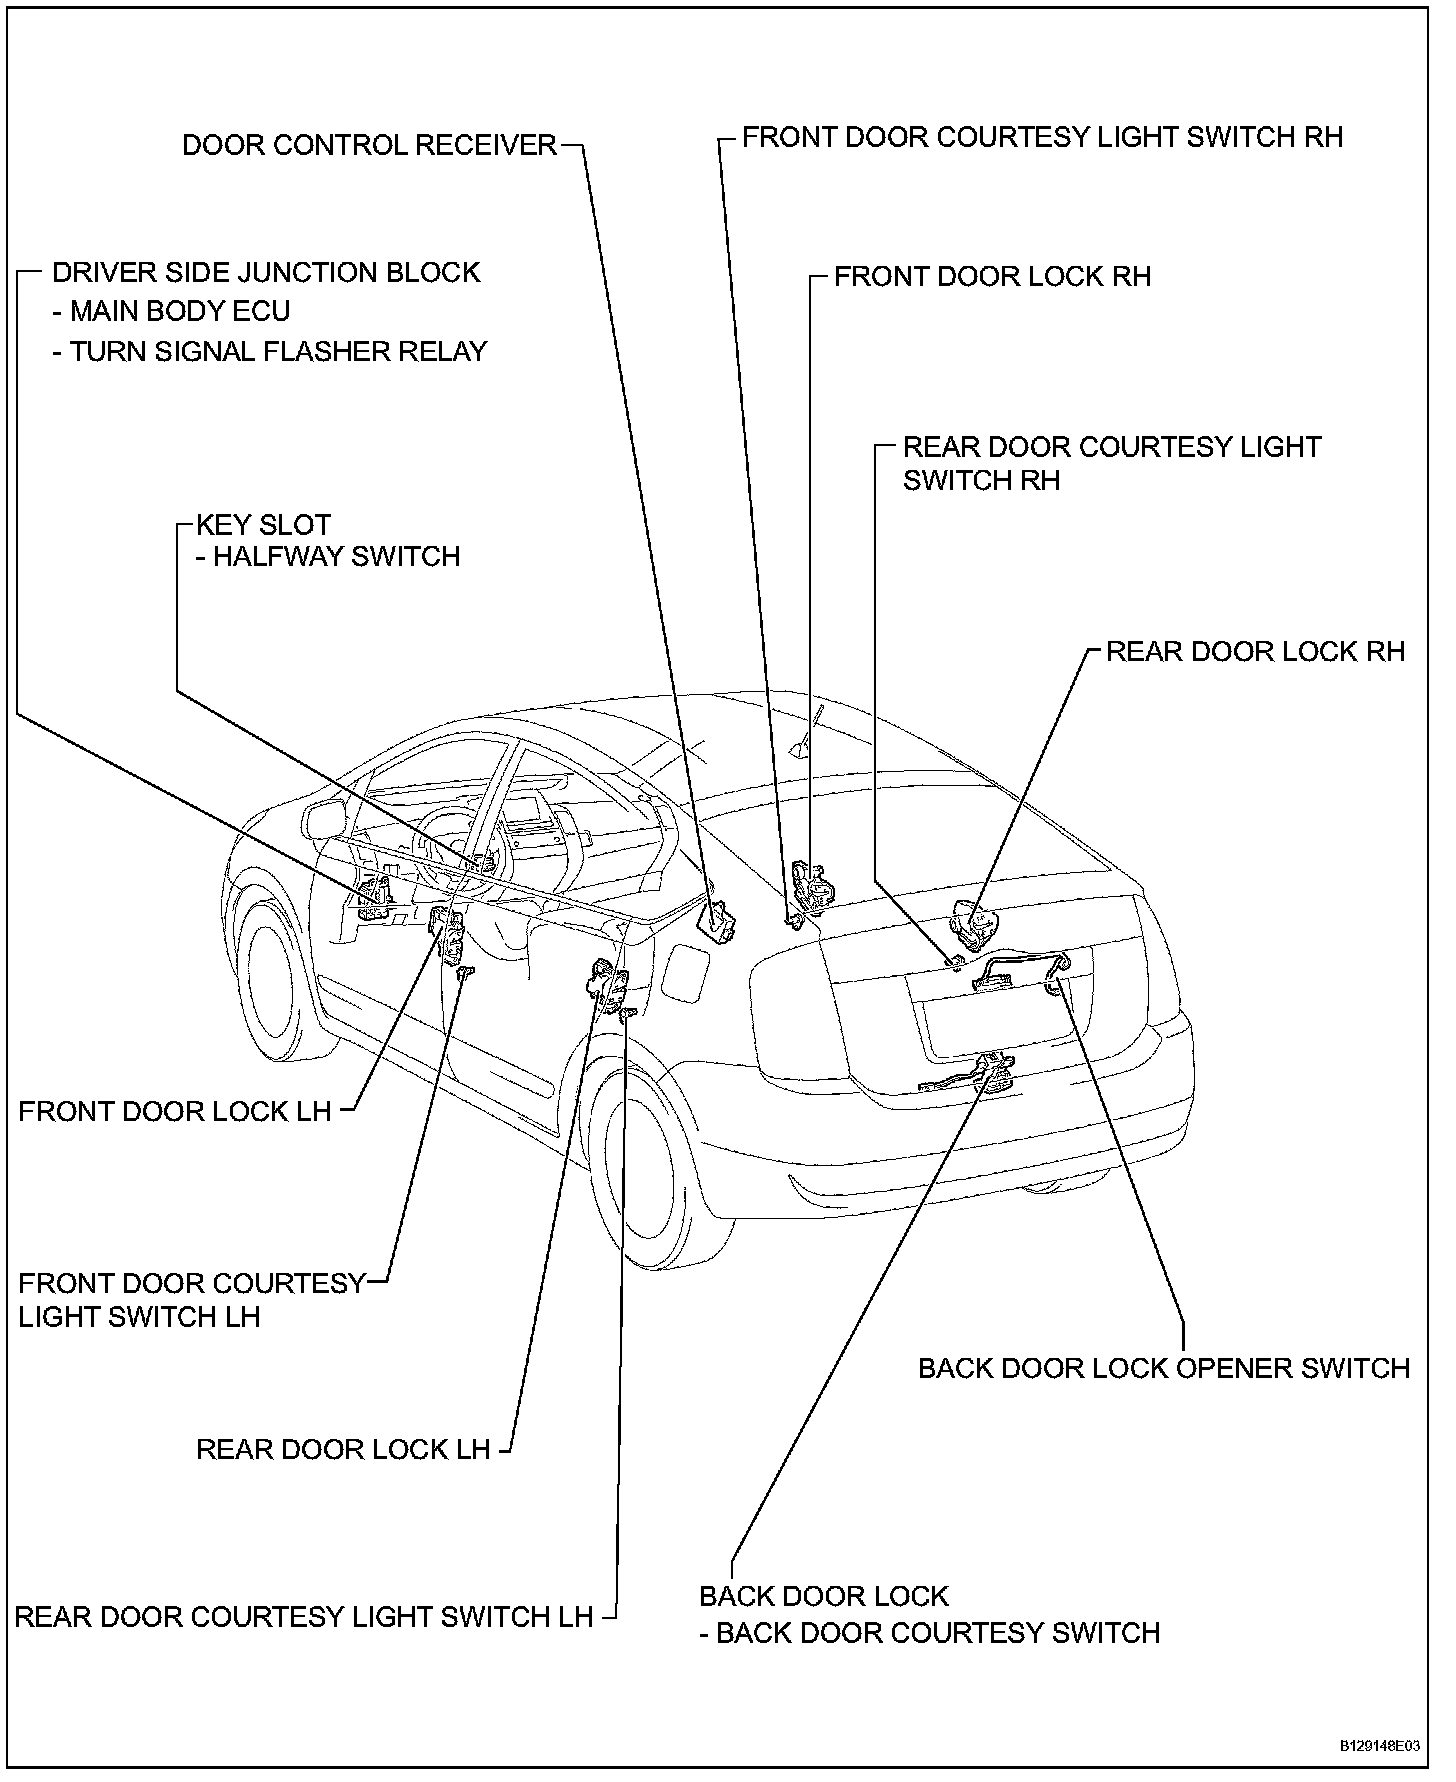 DOOR CONTROL RECEIVER
FRONT DOOR COURTESY LIGHT SWITCH RH
DRIVER SIDE JUNCTION BLOCK
- MAIN BODY ECU
- TURN SIGNAL FLASHER RELAY
FRONT DOOR LOCK RH
REAR DOOR COURTESY LIGHT
SWITCH RH
KEY SLOT
- HALFWAY SWITCH
REAR DOOR LOCK RH
FRONT DOOR LOCK LH
FRONT DOOR COURTESY
LIGHT SWITCH LH
BACK DOOR LOCK OPENER SWITCH
REAR DOOR LOCK LH
BACK DOOR LOCK
- BACK DOOR COURTESY SWITCH
REAR DOOR COURTESY LIGHT SWITCH LH
B129148E03